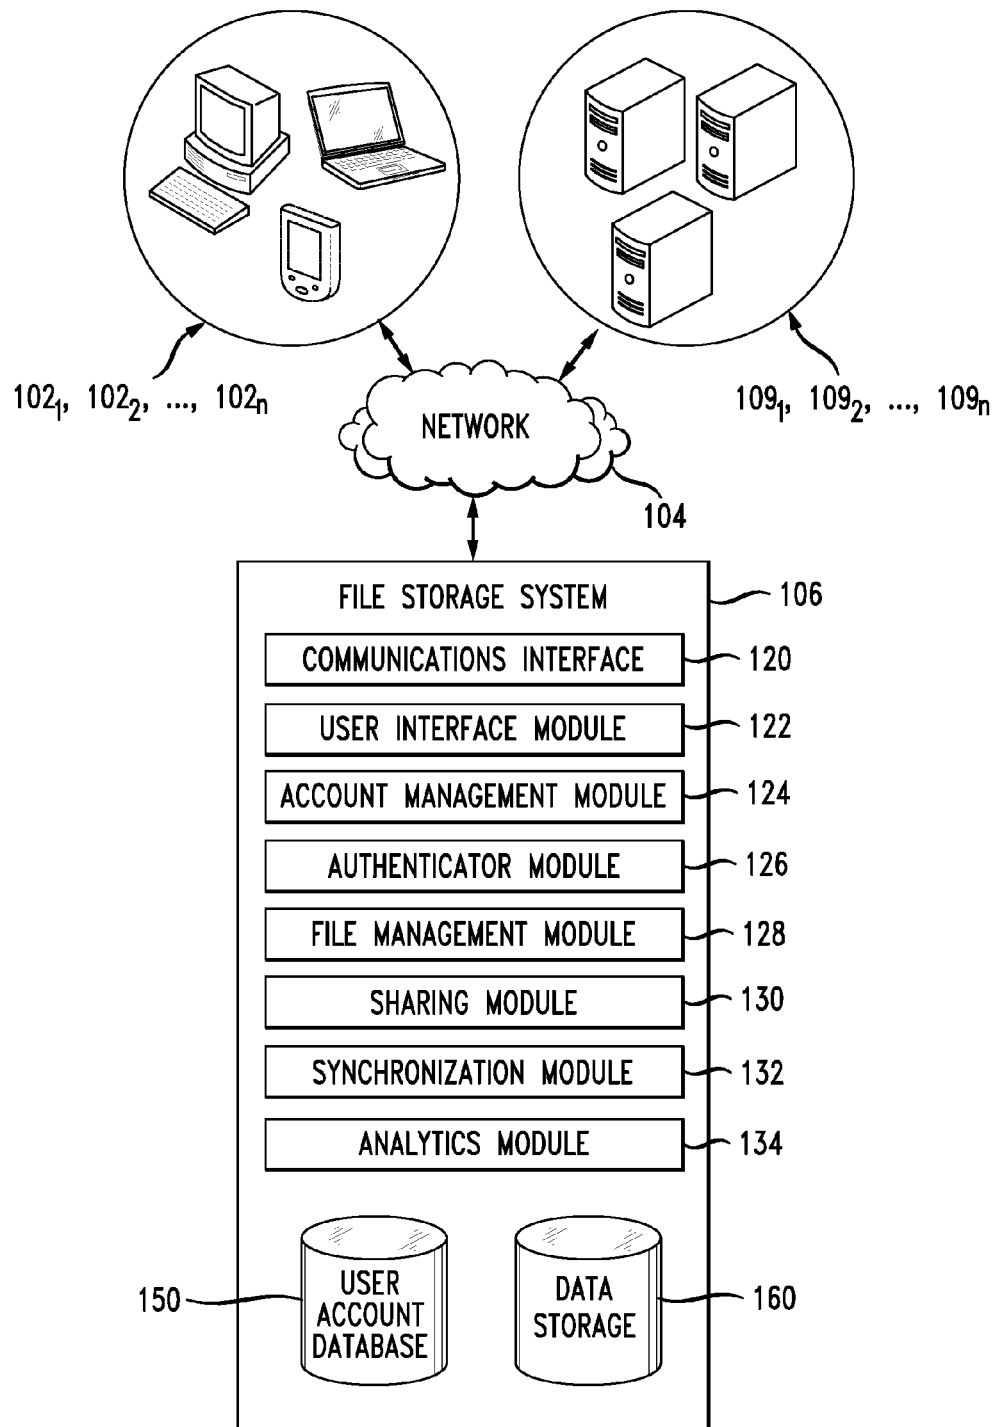 102₁, 102₂, ..., 102ₙ
109₁, 109₂, ..., 109ₙ
NETWORK
104
FILE STORAGE SYSTEM
106
COMMUNICATIONS INTERFACE
120
USER INTERFACE MODULE
122
ACCOUNT MANAGEMENT MODULE
124
AUTHENTICATOR MODULE
126
FILE MANAGEMENT MODULE
128
SHARING MODULE
130
SYNCHRONIZATION MODULE
132
ANALYTICS MODULE
134
150
USER
ACCOUNT
DATABASE
DATA
STORAGE
160